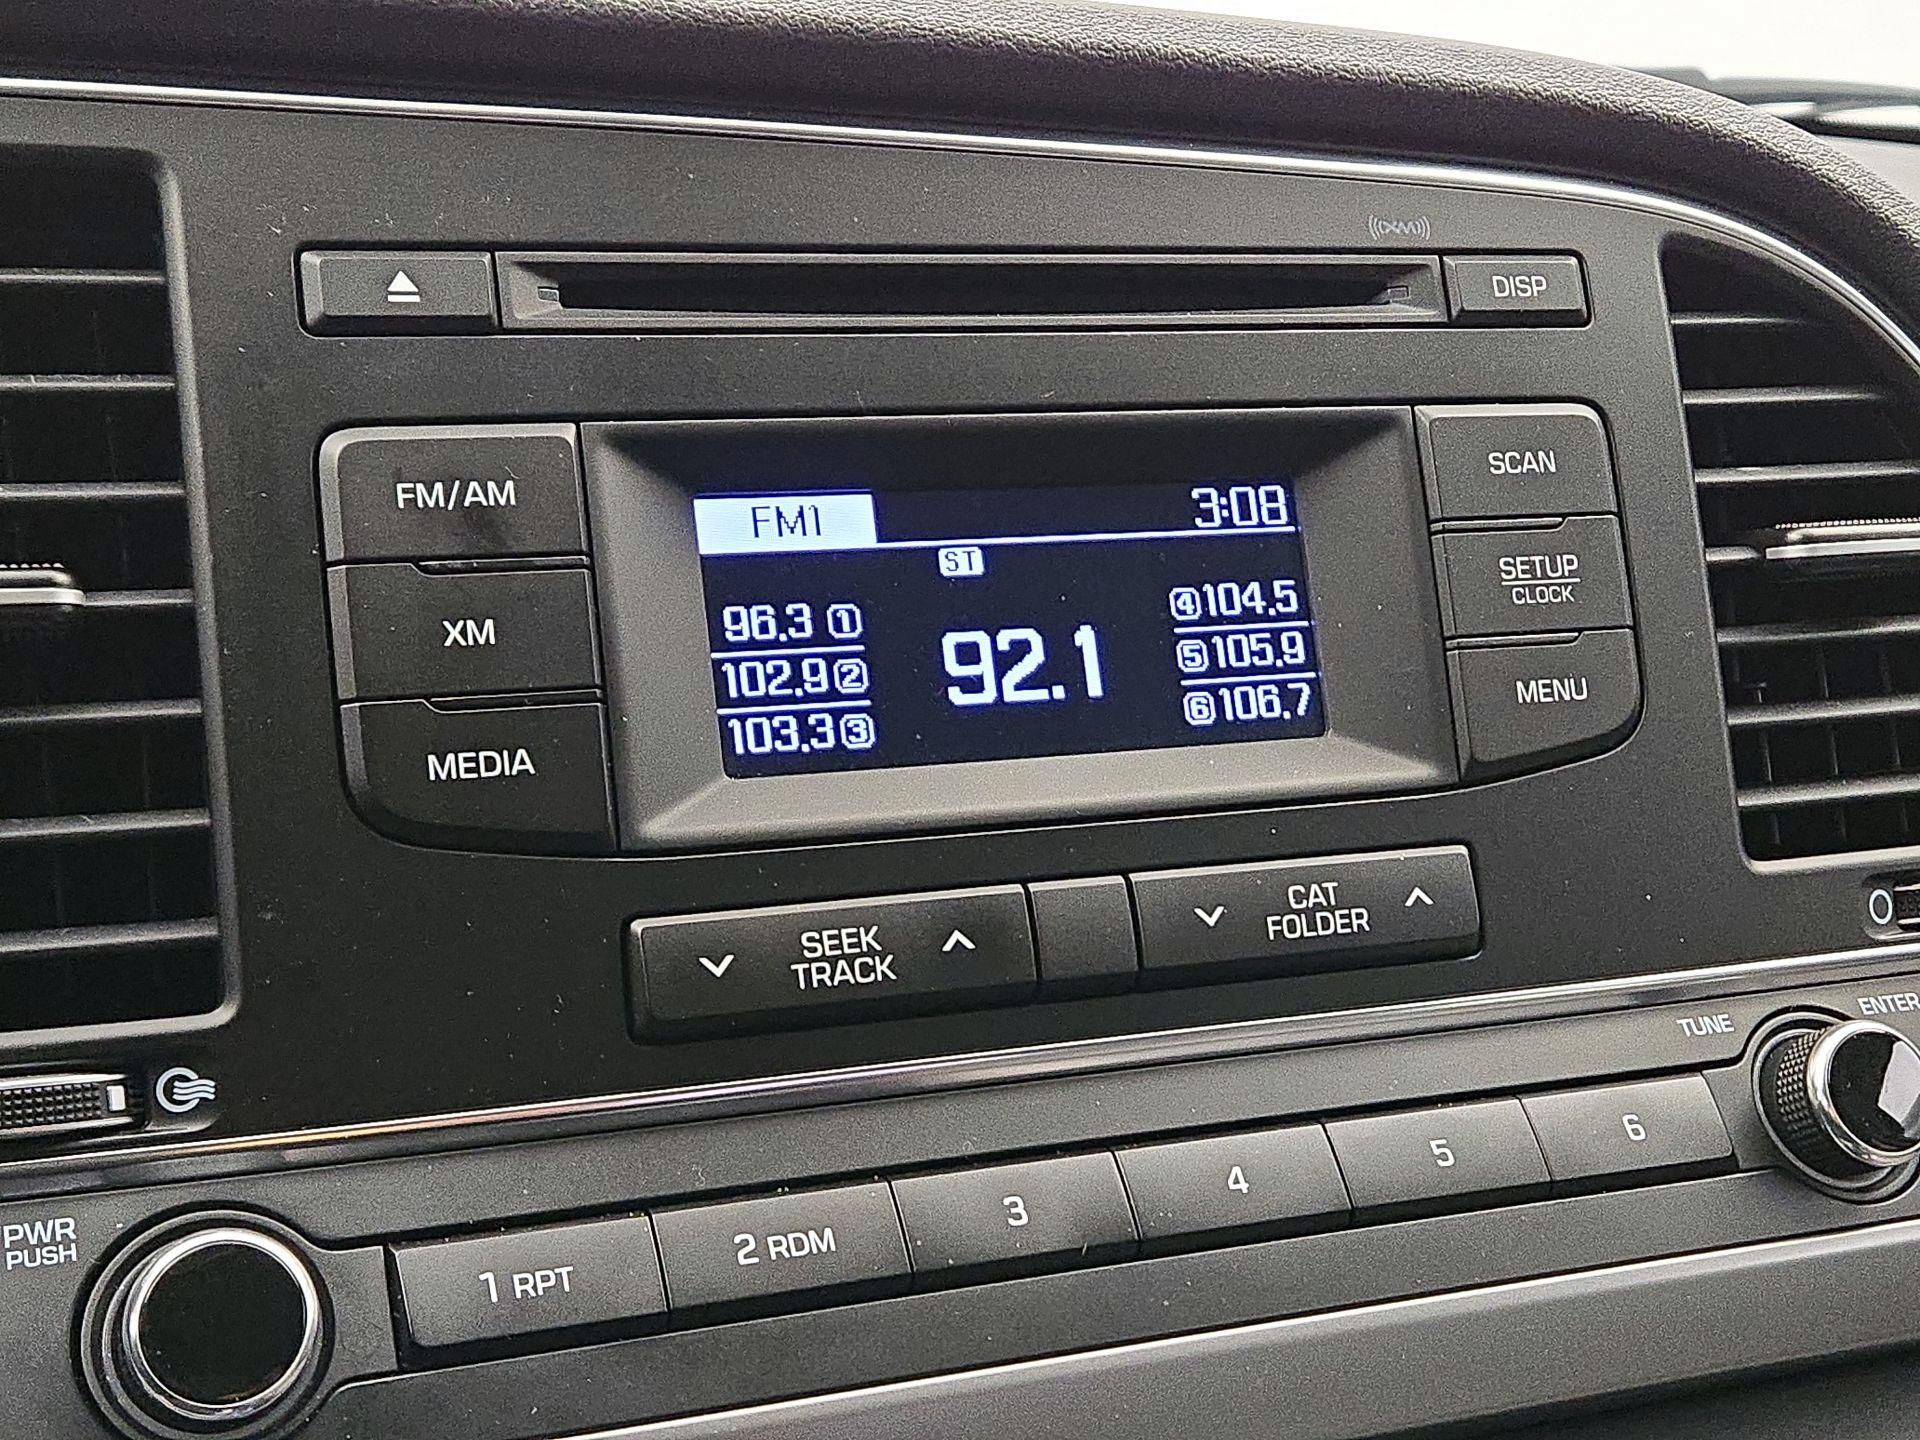 ((XM))
DISP
FM/AM
XM
MEDIA
FM1
3:08
ST
96.3 1
102.9 2
103.3 3
92.1
4 104.5
5 105.9
6 106.7
SCAN
SETUP
CLOCK
MENU
SEEK
TRACK
CAT
FOLDER
TUNE
ENTER
PWR
PUSH
1 RPT
2 RDM
3
4
5
6